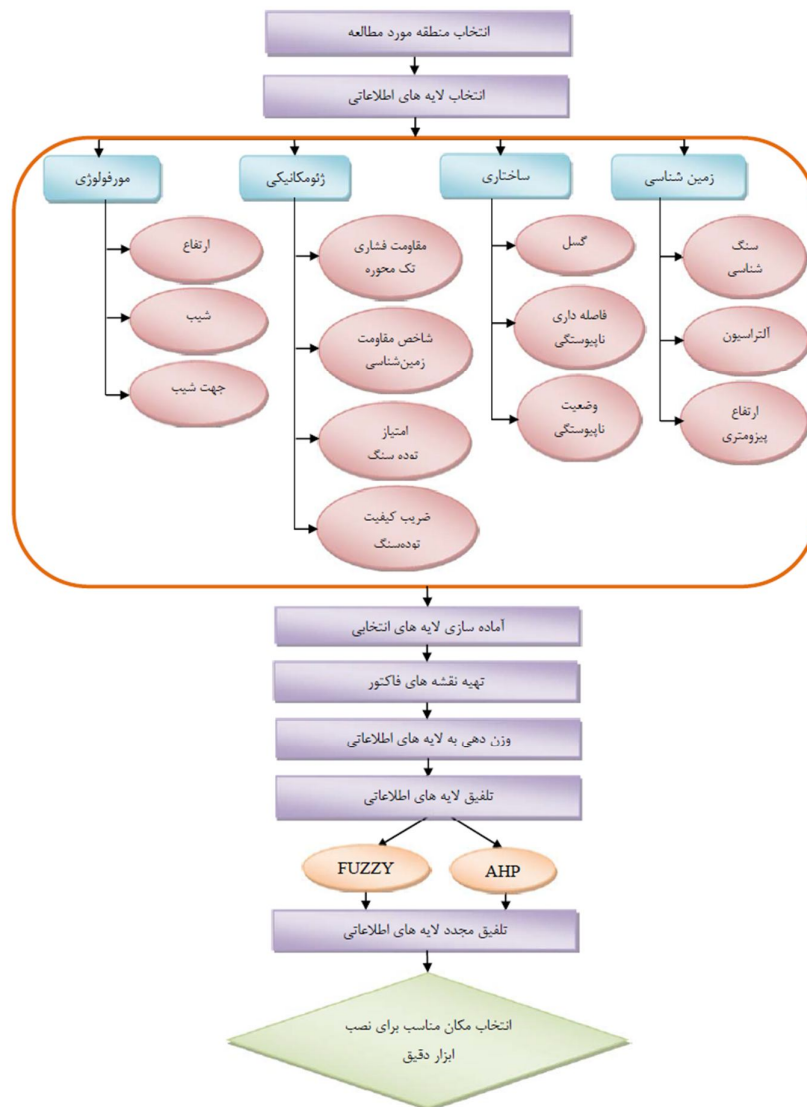 انتخاب منطقه مورد مطالعه
انتخاب لایه های اطلاعاتی
زمین شناسی
سنگ
شناسی
آلتراسیون
ارتفاع
پیزومتری
ساختاری
گسل
فاصله داری
ناپیوستگی
وضعیت
ناپیوستگی
ژئومکانیکی
مقاومت فشاری
تک محوره
شاخص مقاومت
زمین‌شناسی
امتیاز
توده سنگ
ضریب کیفیت
توده‌سنگ
مورفولوژی
ارتفاع
شیب
جهت شیب
آماده سازی لایه های انتخابی
تهیه نقشه های فاکتور
وزن دهی به لایه های اطلاعاتی
تلفیق لایه های اطلاعاتی
AHP
FUZZY
تلفیق مجدد لایه های اطلاعاتی
انتخاب مکان مناسب برای نصب
ابزار دقیق